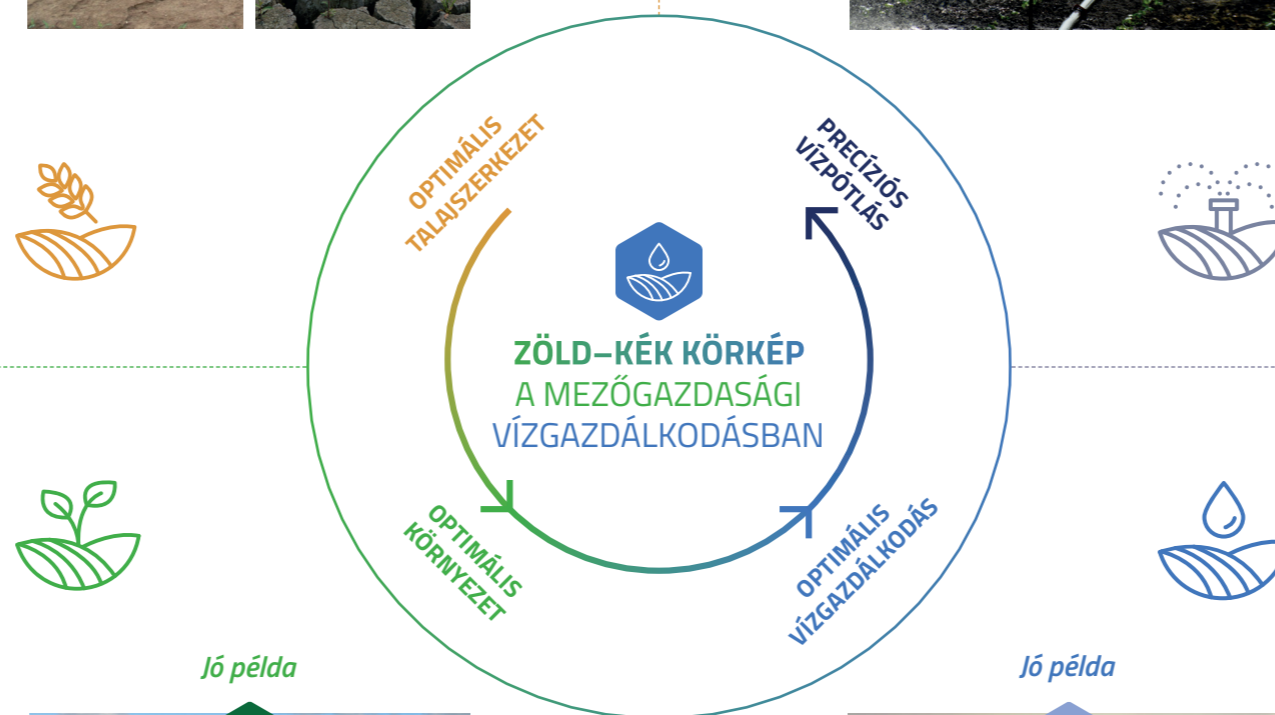 OPTIMÁLIS
TALAJSZERKEZET
PRECÍZIÓS
VÍZPÓTLÁS
ZÖLD–KÉK KÖRKÉP
A MEZŐGAZDASÁGI
VÍZGAZDÁLKODÁSBAN
OPTIMÁLIS
KÖRNYEZET
OPTIMÁLIS
VÍZGAZDÁLKODÁS
Jó példa
Jó példa